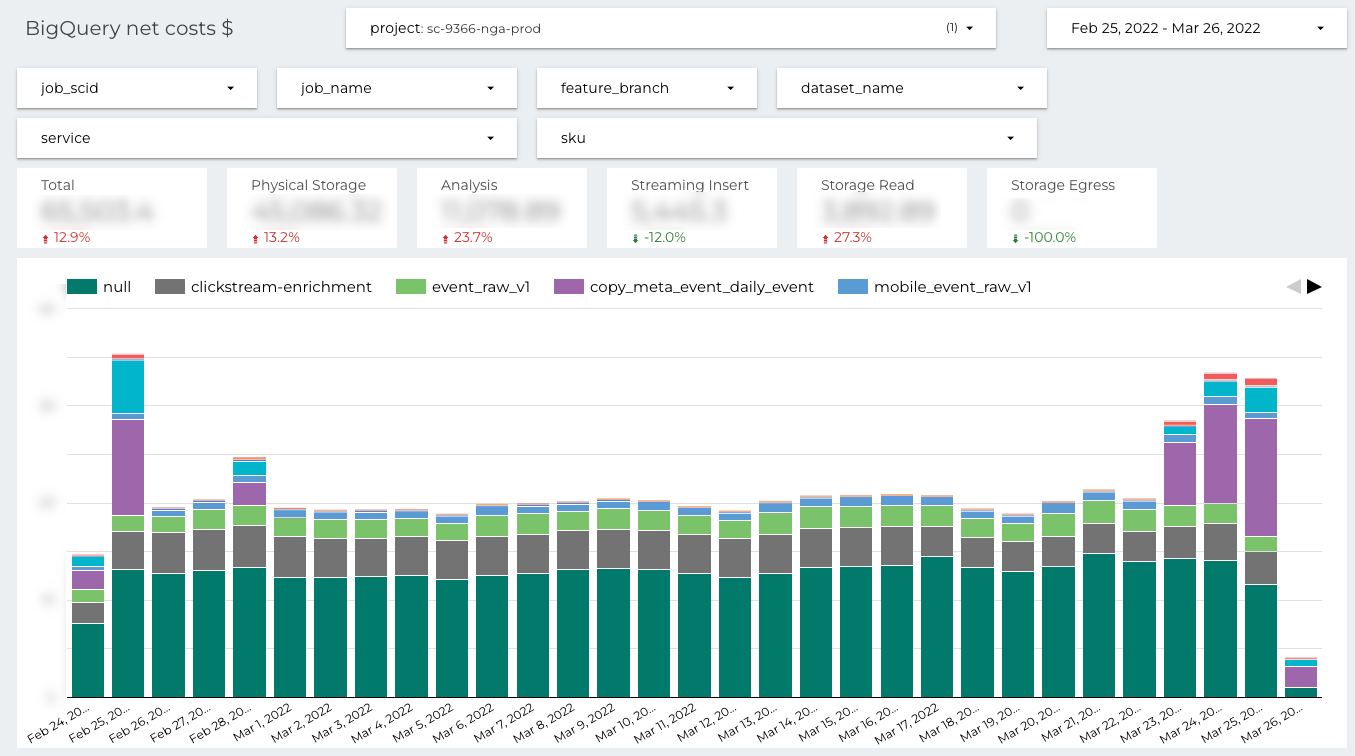 BigQuery net costs $
project: sc-9366-nga-prod (1)
Feb 25, 2022 - Mar 26, 2022
job_scid
job_name
feature_branch
dataset_name
service
sku
Total
12.9%
Physical Storage
13.2%
Analysis
23.7%
Streaming Insert
-12.0%
Storage Read
27.3%
Storage Egress
-100.0%
null
clickstream-enrichment
event_raw_v1
copy_meta_event_daily_event
mobile_event_raw_v1
Feb 24, 20...
Feb 25, 20...
Feb 26, 20...
Feb 27, 20...
Feb 28, 20...
Mar 1, 2022
Mar 2, 2022
Mar 3, 2022
Mar 4, 2022
Mar 5, 2022
Mar 6, 2022
Mar 7, 2022
Mar 8, 2022
Mar 9, 2022
Mar 10, 20...
Mar 11, 2022
Mar 12, 20...
Mar 13, 20...
Mar 14, 20...
Mar 15, 20...
Mar 16, 20...
Mar 17, 2022
Mar 18, 20...
Mar 19, 20...
Mar 20, 20...
Mar 21, 20...
Mar 22, 20...
Mar 23, 20...
Mar 24, 20...
Mar 25, 20...
Mar 26, 20...